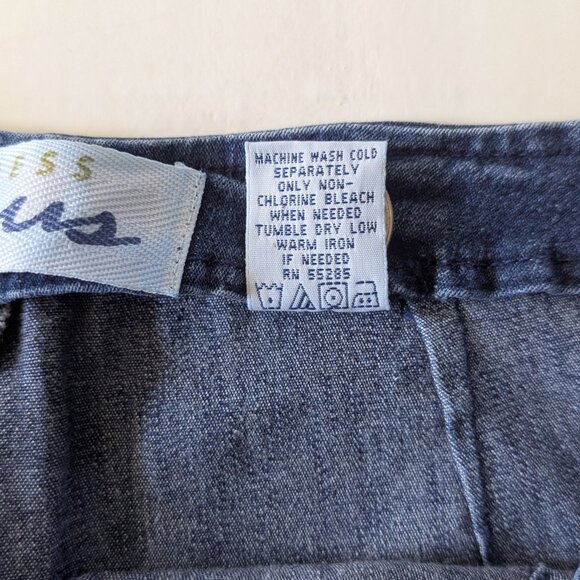 ISS
us
MACHINE WASH COLD
SEPARATELY
ONLY NON-
CHLORINE BLEACH
WHEN NEEDED
TUMBLE DRY LOW
WARM IRON
IF NEEDED
RN 55285